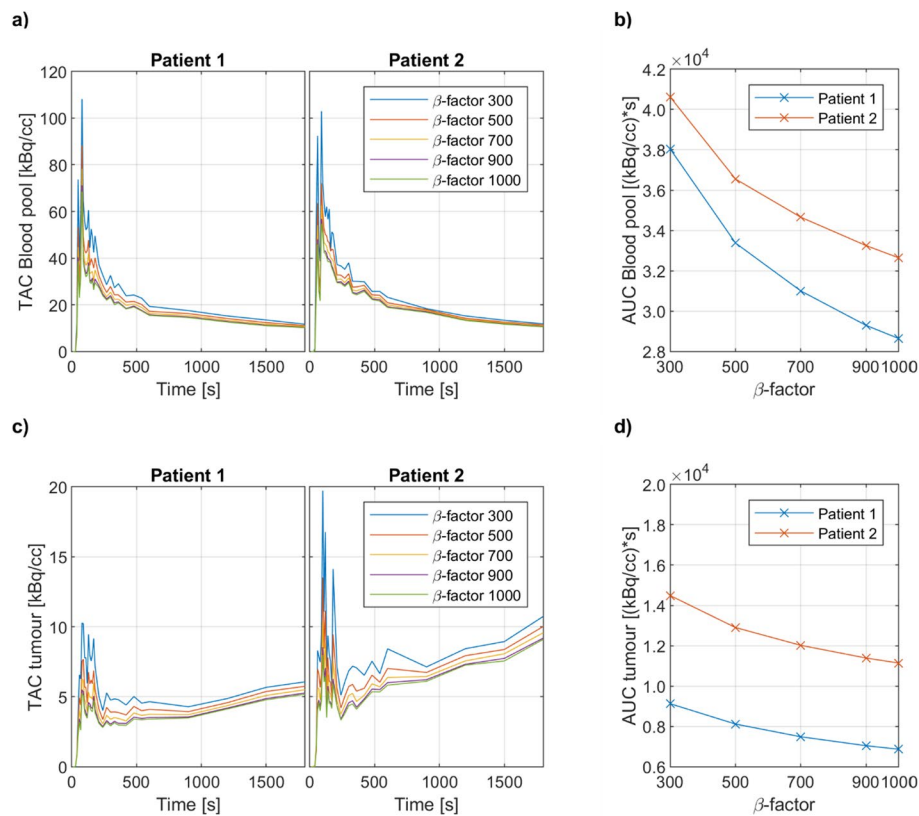 a)
Patient 1
Patient 2
TAC Blood pool [kBq/cc]
120
100
80
60
40
20
0
β-factor 300
β-factor 500
β-factor 700
β-factor 900
β-factor 1000
0 500 1000 1500
0 500 1000 1500
Time [s]
Time [s]
b)
×10⁴
AUC Blood pool [(kBq/cc)*s]
4.2
4.0
3.8
3.6
3.4
3.2
3.0
2.8
Patient 1
Patient 2
300 500 700 900 1000
β-factor
c)
Patient 1
Patient 2
TAC tumour [kBq/cc]
20
15
10
5
0
β-factor 300
β-factor 500
β-factor 700
β-factor 900
β-factor 1000
0 500 1000 1500
0 500 1000 1500
Time [s]
Time [s]
d)
×10⁴
AUC tumour [(kBq/cc)*s]
2.0
1.8
1.6
1.4
1.2
1.0
0.8
0.6
Patient 1
Patient 2
300 500 700 900 1000
β-factor